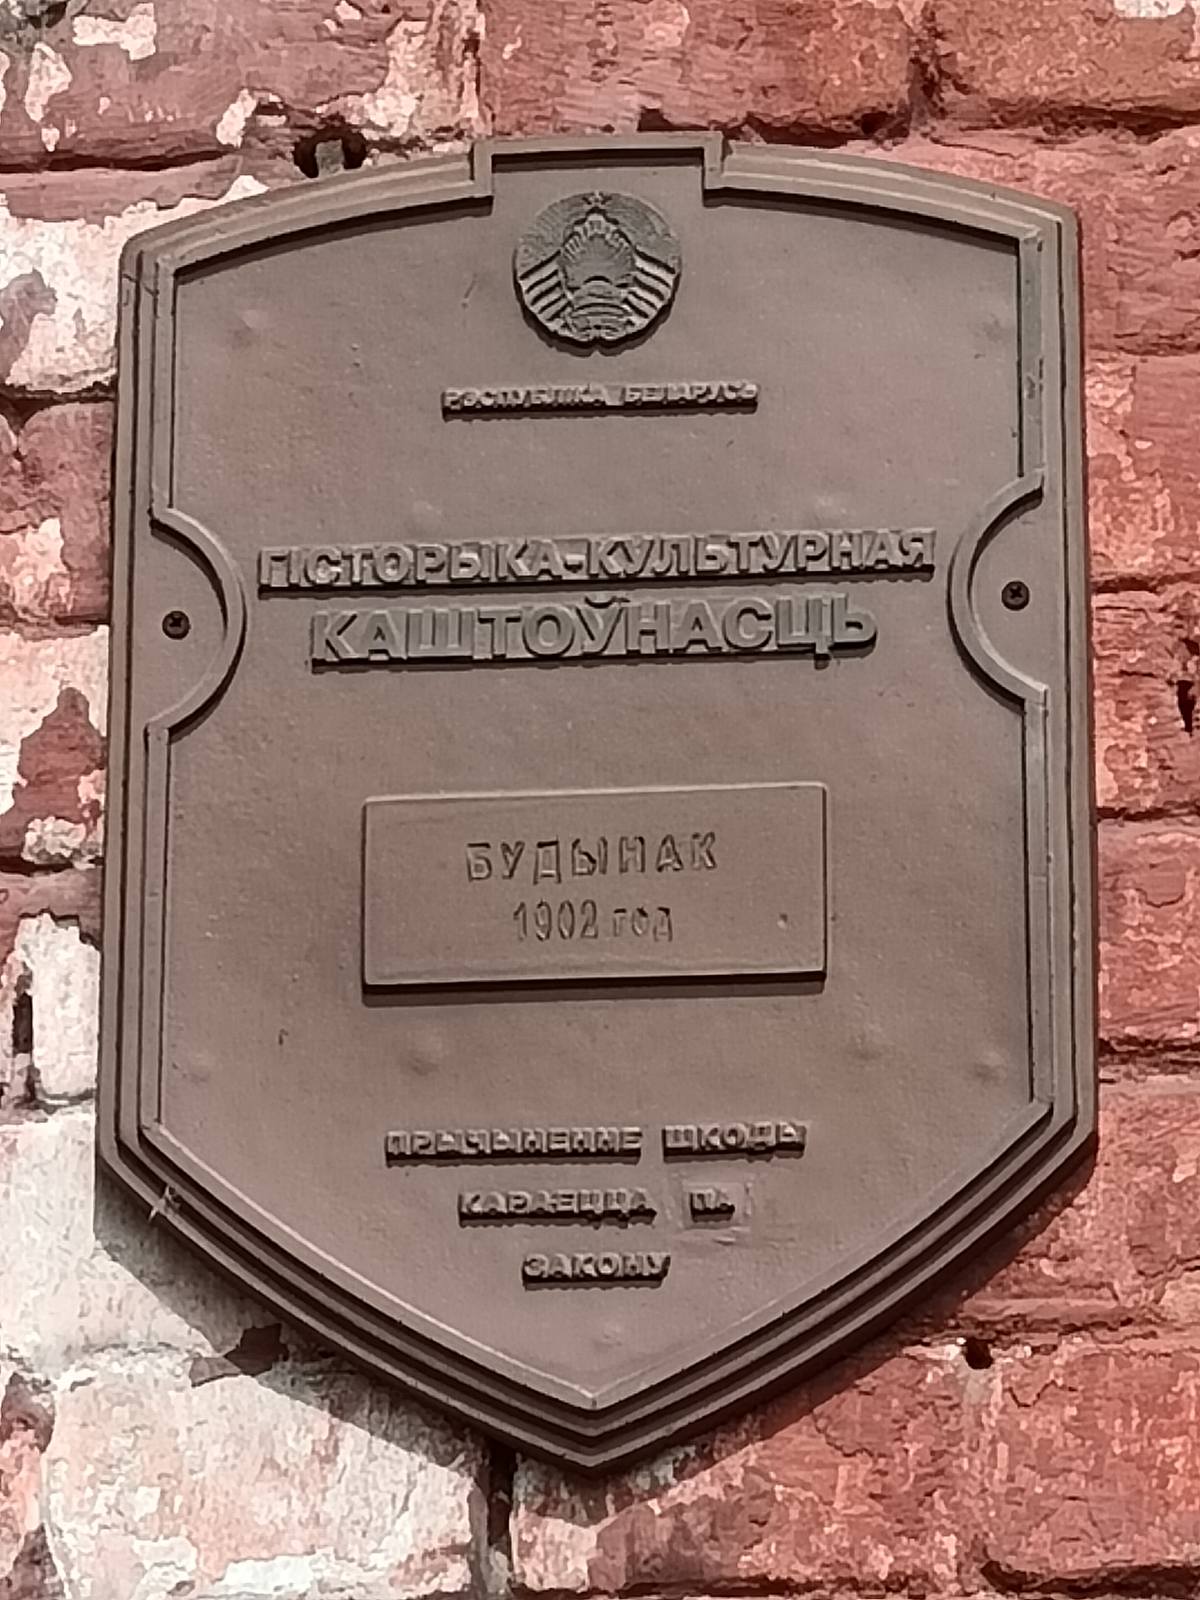 РЭСПУБЛІКА БЕЛАРУСЬ
ГІСТОРЫКА-КУЛЬТУРНАЯ
КАШТОЎНАСЦЬ
БУДЫНАК
1902 год
ПРЫЧЫНЕННЕ ШКОДЫ
КАРАЕЦЦА ПА
ЗАКОНУ